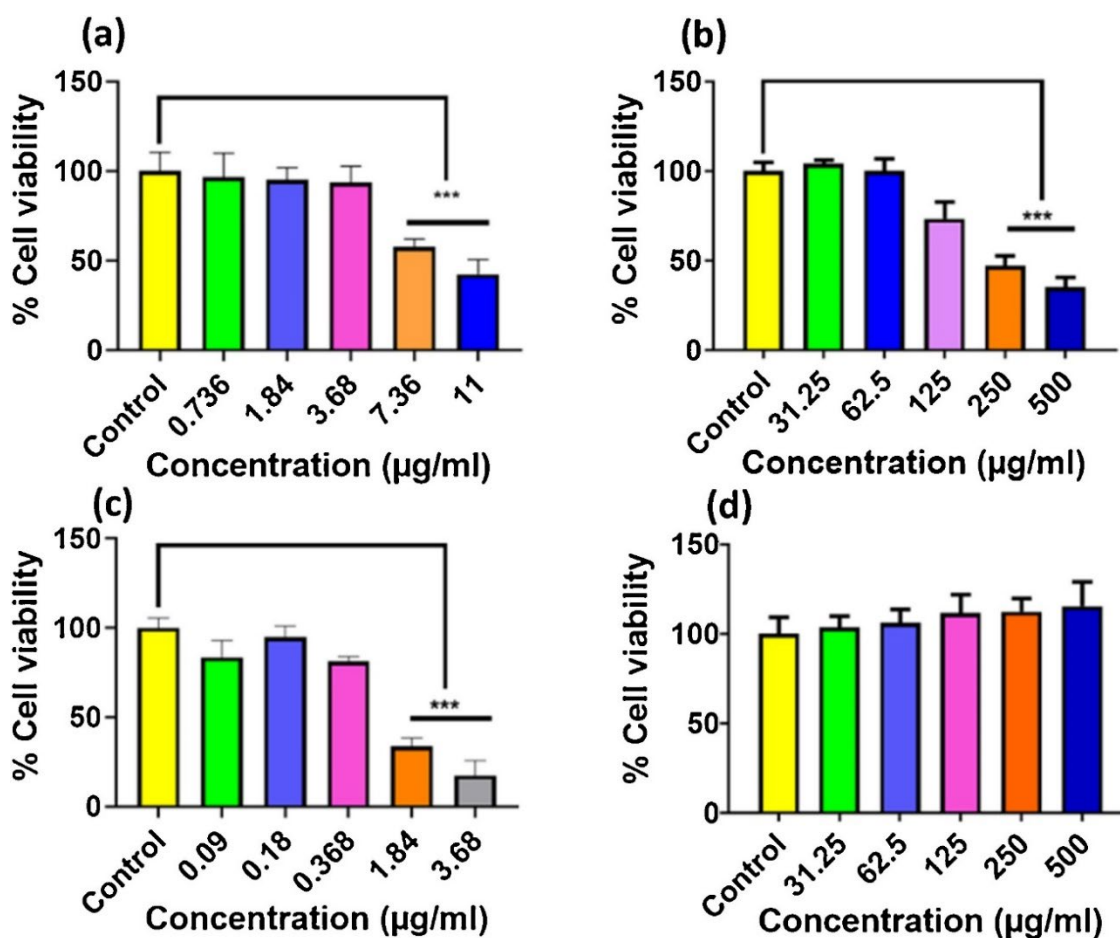 (a)
% Cell viability
150
100
50
0
***
Control
0.736
1.84
3.68
7.36
11
Concentration (µg/ml)
(b)
% Cell viability
150
100
50
0
***
Control
31.25
62.5
125
250
500
Concentration (µg/ml)
(c)
% Cell viability
150
100
50
0
***
Control
0.09
0.18
0.368
1.84
3.68
Concentration (µg/ml)
(d)
% Cell viability
150
100
50
0
Control
31.25
62.5
125
250
500
Concentration (µg/ml)